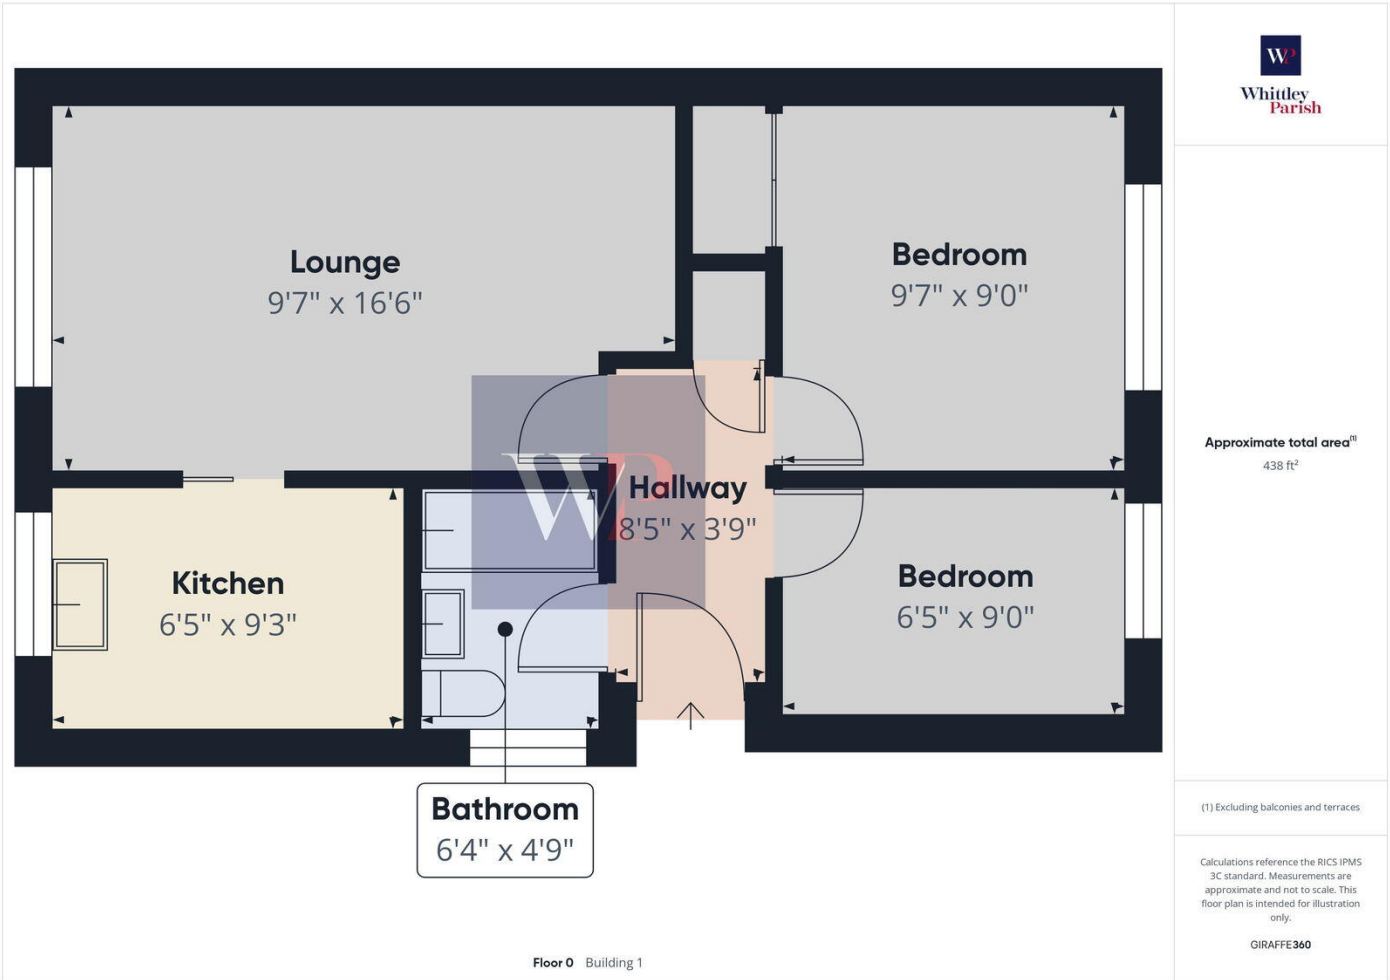 WP
Whittley
Parish
Lounge
9'7" x 16'6"
Bedroom
9'7" x 9'0"
Approximate total area(1)
438 ft²
WP
Hallway
8'5" x 3'9"
Kitchen
6'5" x 9'3"
Bedroom
6'5" x 9'0"
Bathroom
6'4" x 4'9"
(1) Excluding balconies and terraces
Calculations reference the RICS IPMS
3C standard. Measurements are
approximate and not to scale. This
floor plan is intended for illustration
only.
GIRAFFE360
Floor 0 Building 1